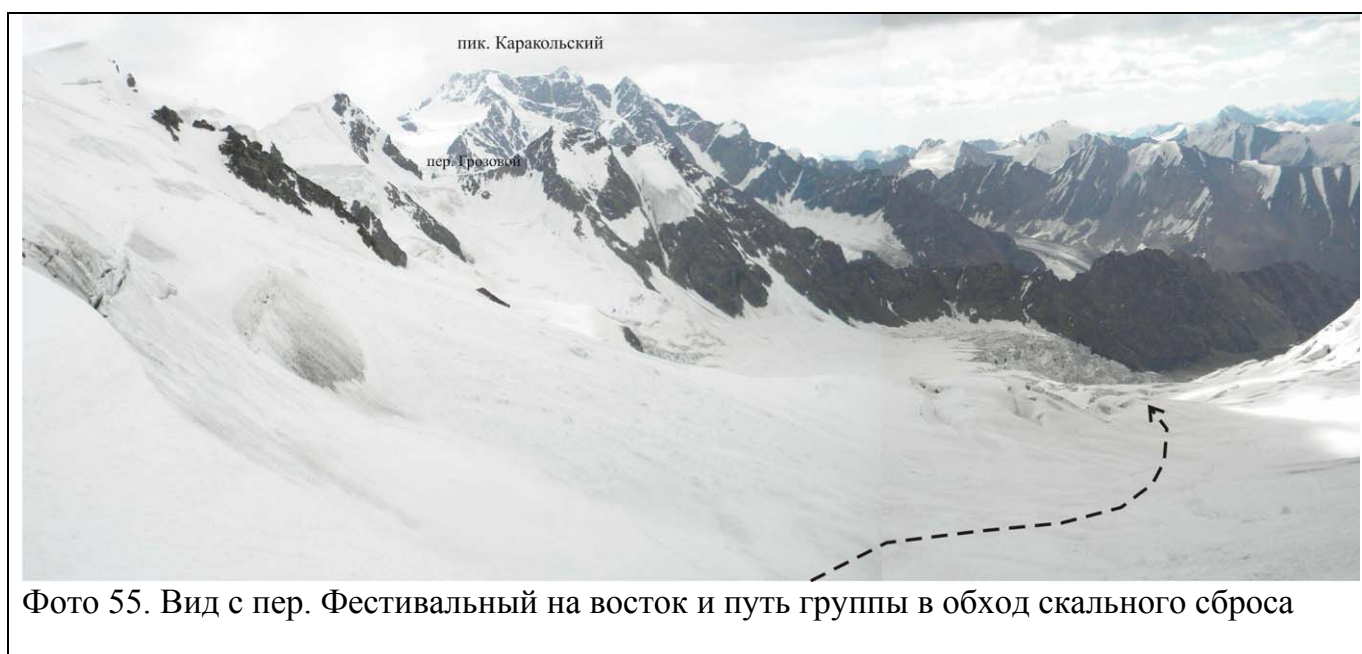 пик. Каракольский
пер. Грозовой
Фото 55. Вид с пер. Фестивальный на восток и путь группы в обход скального сброса